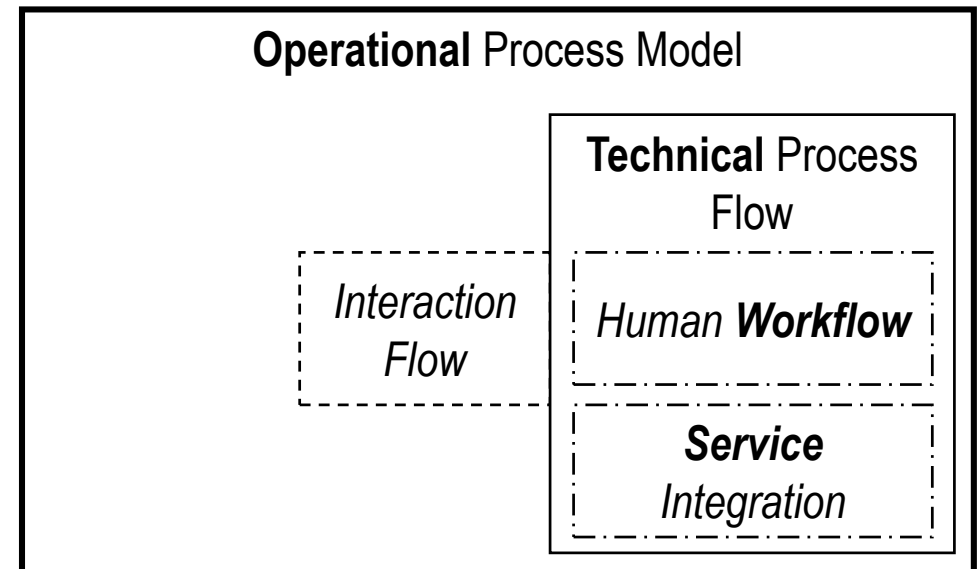 Operational Process Model
Technical Process
Flow
Interaction
Flow
Human Workflow
Service
Integration